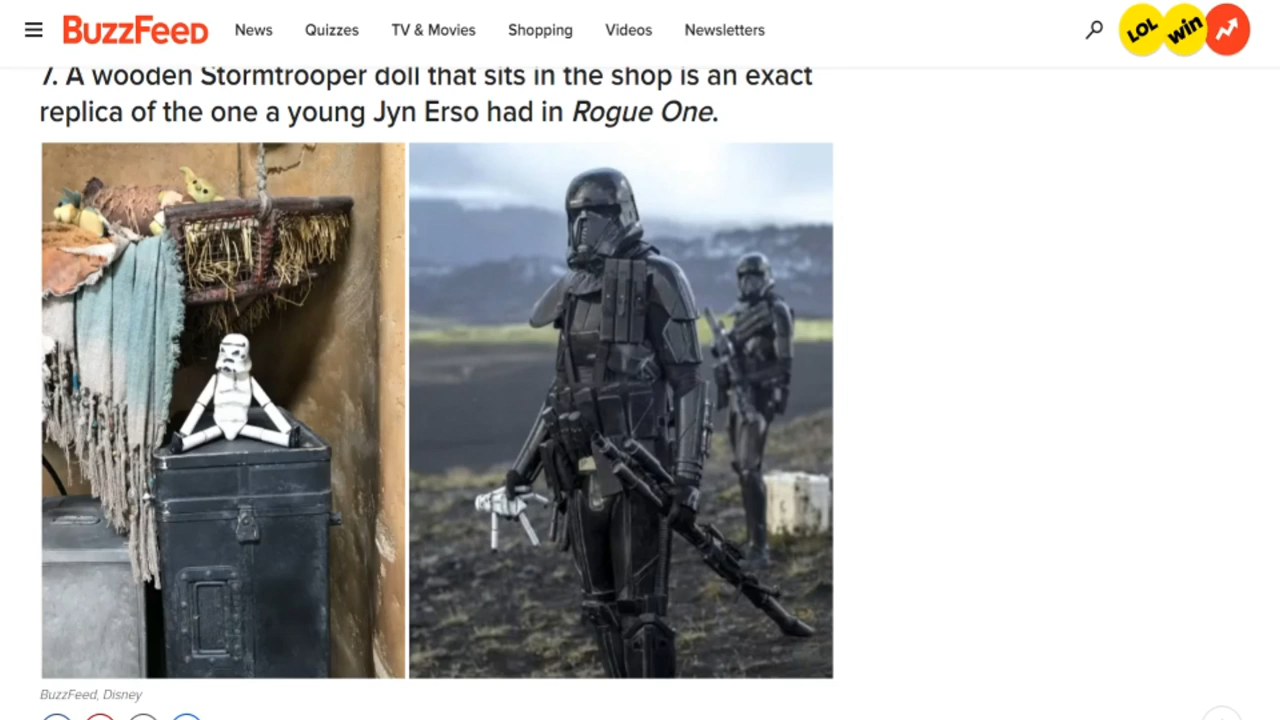 BuzzFeed News Quizzes TV & Movies Shopping Videos Newsletters LOL win
7. A wooden Stormtrooper doll that sits in the shop is an exact
replica of the one a young Jyn Erso had in Rogue One.
BuzzFeed, Disney